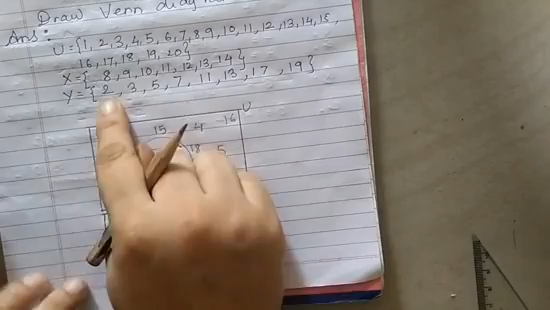 Draw Venn diag
Ans:
U = {1, 2, 3, 4, 5, 6, 7, 8, 9, 10, 11, 12, 13, 14, 15,
16, 17, 18, 19, 20}
X = { 8, 9, 10, 11, 12, 13, 14}
Y = { 2, 3, 5, 7, 11, 13, 17, 19}
U
15 4 16
18 5